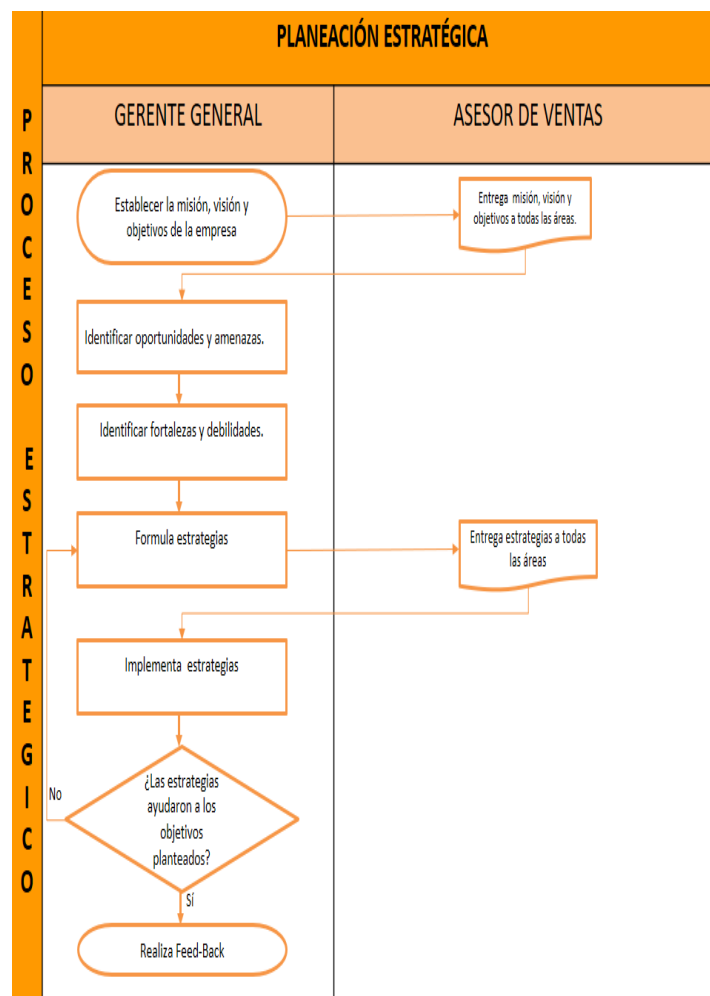 PLANEACIÓN ESTRATÉGICA
PROCESO ESTRATEGICO
GERENTE GENERAL
ASESOR DE VENTAS
Establecer la misión, visión y
objetivos de la empresa
Entrega misión, visión y
objetivos a todas las áreas.
Identificar oportunidades y amenazas.
Identificar fortalezas y debilidades.
Formula estrategias
Entrega estrategias a todas
las áreas
Implementa estrategias
¿Las estrategias
ayudaron a los
objetivos
planteados?
No
Sí
Realiza Feed-Back